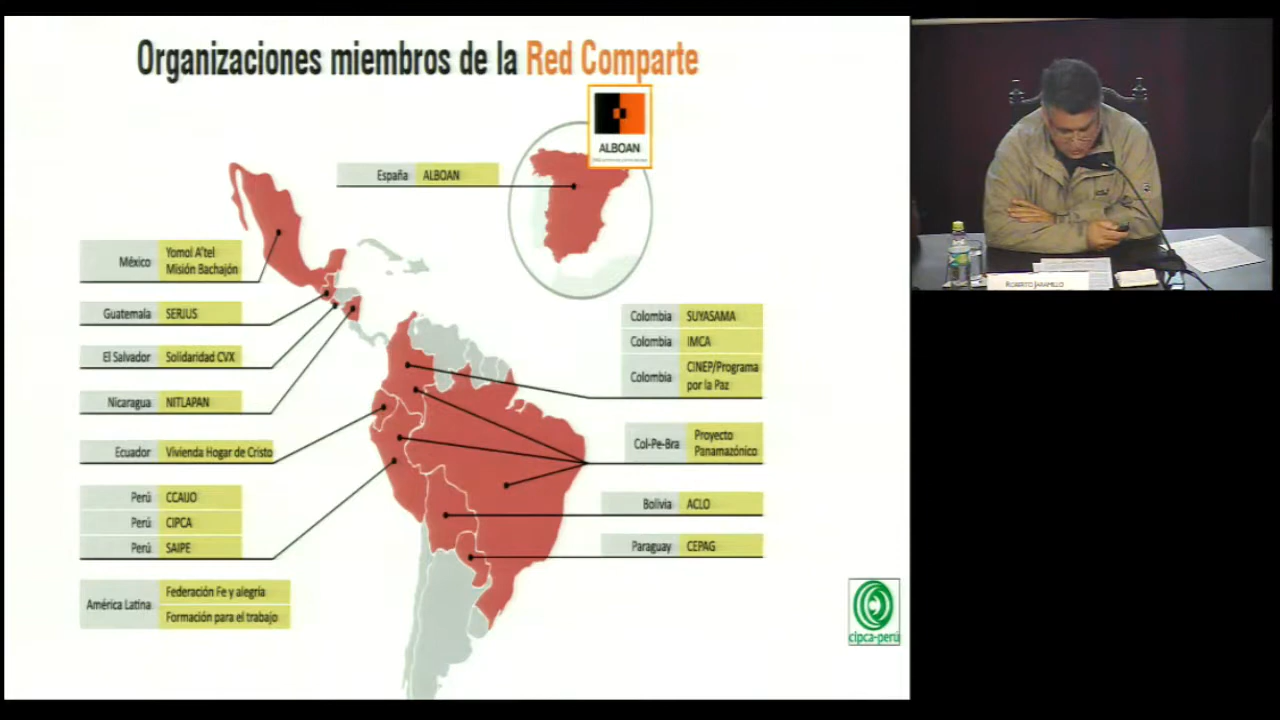 Organizaciones miembros de la Red Comparte
ALBOAN
España ALBOAN
México Yomol A'tel
Misión Bachajón
Guatemala SERJUS
El Salvador Solidaridad CVX
Nicaragua NITLAPAN
Ecuador Vivienda Hogar de Cristo
Perú CCAIJO
Perú CIPCA
Perú SAIPE
América Latina Federación Fe y alegría
Formación para el trabajo
Colombia SUYASAMA
Colombia IMCA
Colombia CINEP/Programa
por la Paz
Col-Pe-Bra Proyecto
Panamazónico
Bolivia ACLO
Paraguay CEPAG
cipca-perú
ROBERTO JARAMILLO